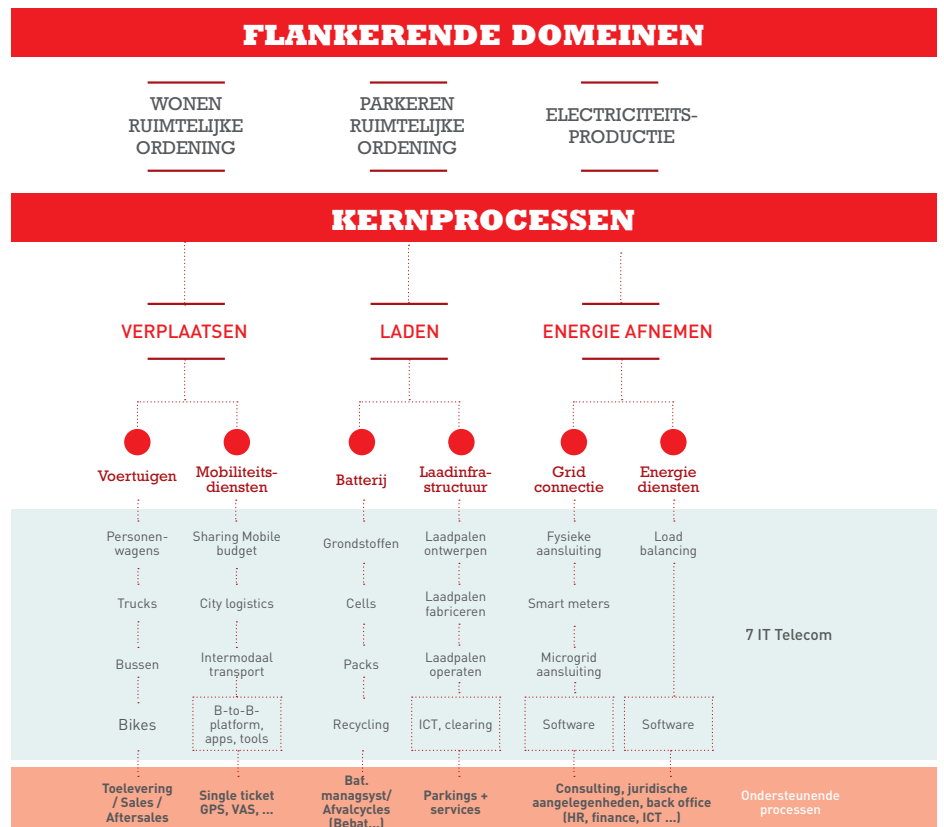 FLANKERENDE DOMEINEN
WONEN
RUIMTELIJKE
ORDENING
PARKEREN
RUIMTELIJKE
ORDENING
ELECTRICITEITS-
PRODUCTIE
KERNPROCESSEN
VERPLAATSEN
LADEN
ENERGIE AFNEMEN
Voertuigen
Mobiliteits-
diensten
Batterij
Laadinfra-
structuur
Grid
connectie
Energie
diensten
Personen-
wagens
Sharing Mobile
budget
Grondstoffen
Laadpalen
ontwerpen
Fysieke
aansluiting
Load
balancing
Trucks
City logistics
Cells
Laadpalen
fabriceren
Smart meters
7 IT Telecom
Bussen
Intermodaal
transport
Packs
Laadpalen
operaten
Microgrid
aansluiting
Bikes
B-to-B-
platform,
apps, tools
Recycling
ICT, clearing
Software
Software
Toelevering
/ Sales /
Aftersales
Single ticket
GPS, VAS, ...
Bat.
managsyst/
Afvalcycles
(Bebat...)
Parkings +
services
Consulting, juridische
aangelegenheden, back office
(HR, finance, ICT ...)
Ondersteunende
processen